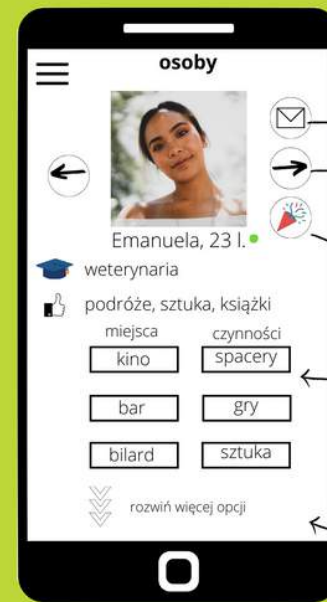 osoby
Emanuela, 23 l.
weterynaria
podróże, sztuka, książki
miejsca czynności
kino spacery
bar gry
bilard sztuka
rozwiń więcej opcji